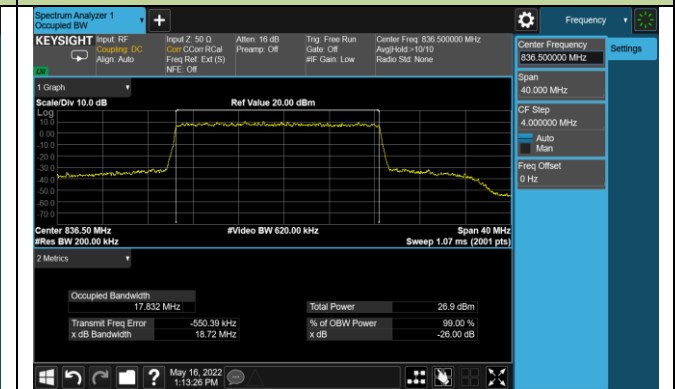 Spectrum Analyzer 1
Occupied BW
Frequency
KEYSIGHT
Input: RF
Coupling: DC
Align: Auto
Input Z: 50 Ω
Corr CCorr RCal
Freq Ref: Ext (S)
NFE: Off
Atten: 16 dB
Preamp: Off
Trig: Free Run
Gate: Off
#IF Gain: Low
Center Freq: 836.500000 MHz
Avg|Hold:>10/10
Radio Std: None
Center Frequency
836.500000 MHz
Settings
Span
40.000 MHz
CF Step
4.000000 MHz
Auto
Man
Freq Offset
0 Hz
1 Graph
Scale/Div 10.0 dB
Ref Value 20.00 dBm
Log
10.0
0.00
-10.0
-20.0
-30.0
-40.0
-50.0
-60.0
-70.0
Center 836.50 MHz
#Video BW 620.00 kHz
Span 40 MHz
#Res BW 200.00 kHz
Sweep 1.07 ms (2001 pts)
2 Metrics
Occupied Bandwidth
17.832 MHz
Total Power
26.9 dBm
Transmit Freq Error
-550.39 kHz
% of OBW Power
99.00 %
x dB Bandwidth
18.72 MHz
x dB
-26.00 dB
?
May 16, 2022
1:13:26 PM